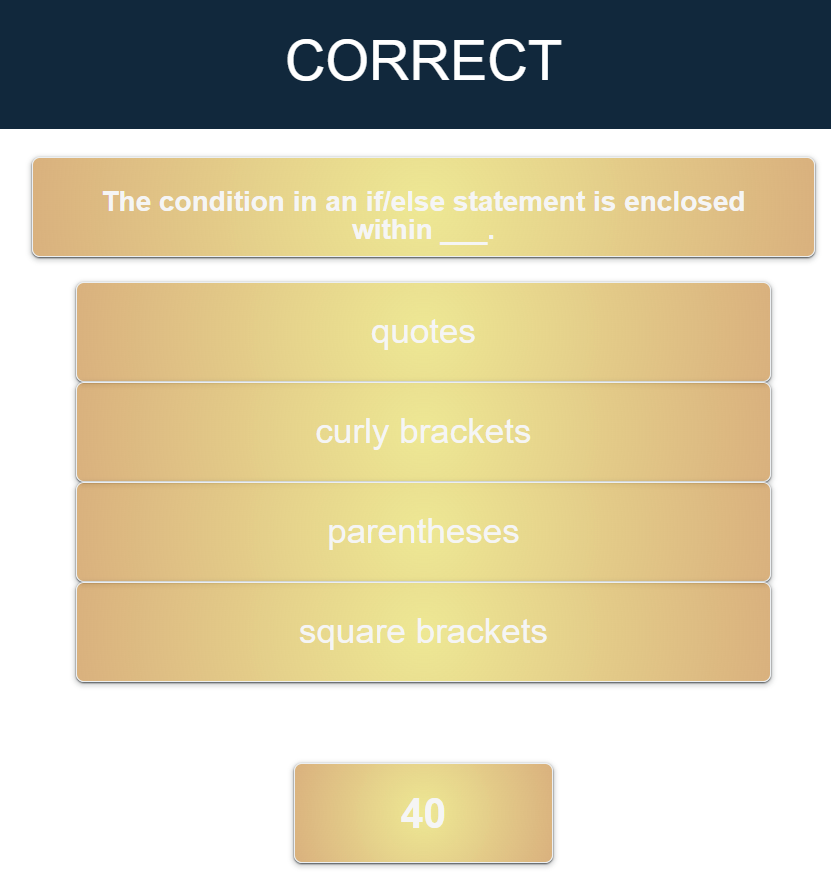 CORRECT
The condition in an if/else statement is enclosed
within ___.
quotes
curly brackets
parentheses
square brackets
40